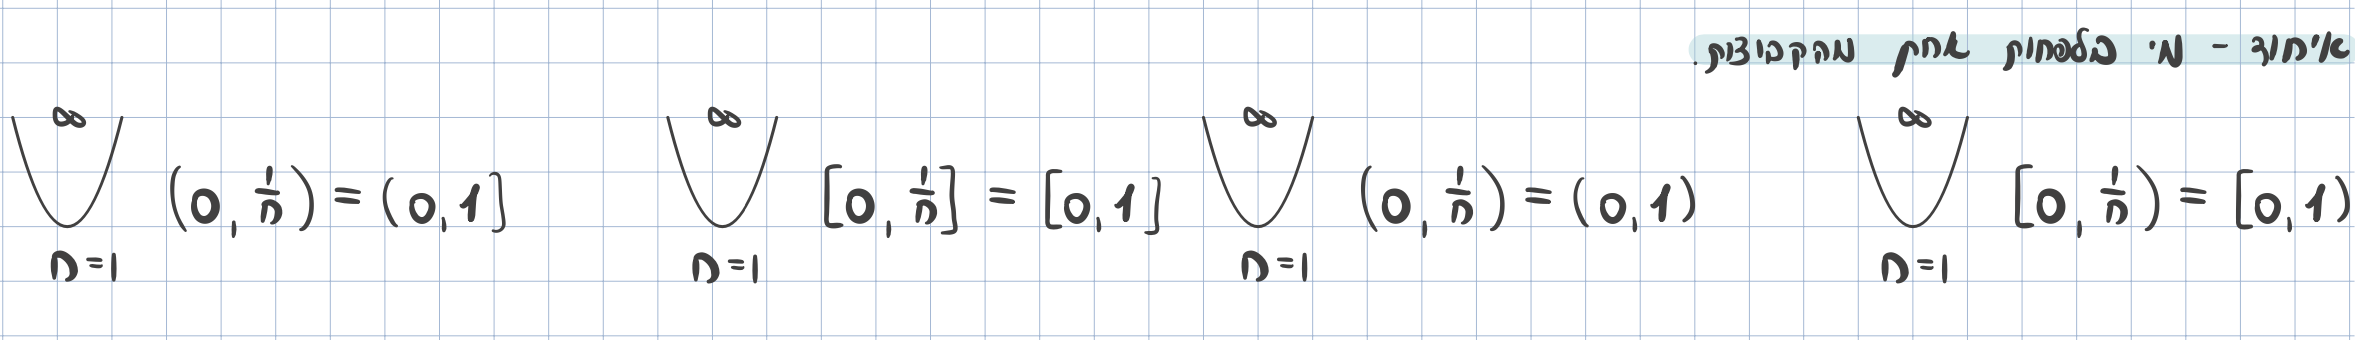 איחוד - מי בלפחות אחת מהקבוצות.
∞ ∞ ∞ ∞
⋃ (0, 1/n) = (0, 1] ⋃ [0, 1/n] = [0, 1] ⋃ (0, 1/n) = (0, 1) ⋃ [0, 1/n) = [0, 1)
n=1 n=1 n=1 n=1